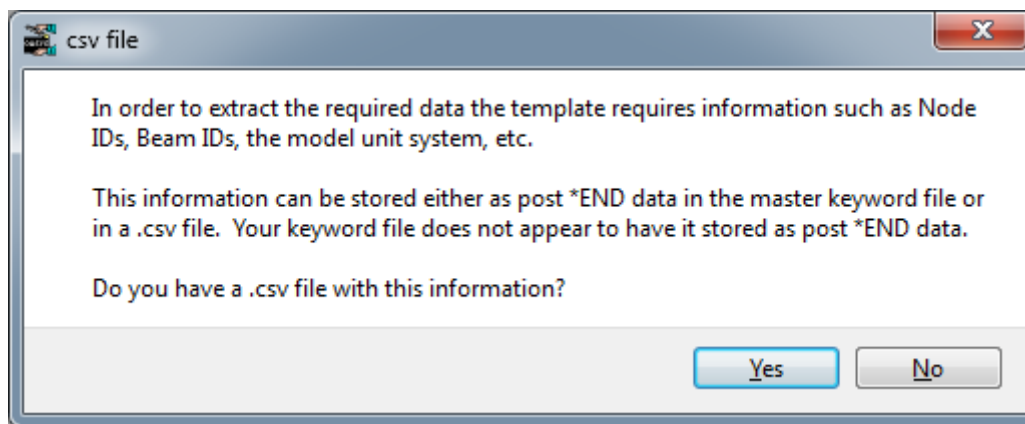 csv file
In order to extract the required data the template requires information such as Node
IDs, Beam IDs, the model unit system, etc.
This information can be stored either as post *END data in the master keyword file or
in a .csv file.  Your keyword file does not appear to have it stored as post *END data.
Do you have a .csv file with this information?
Yes No